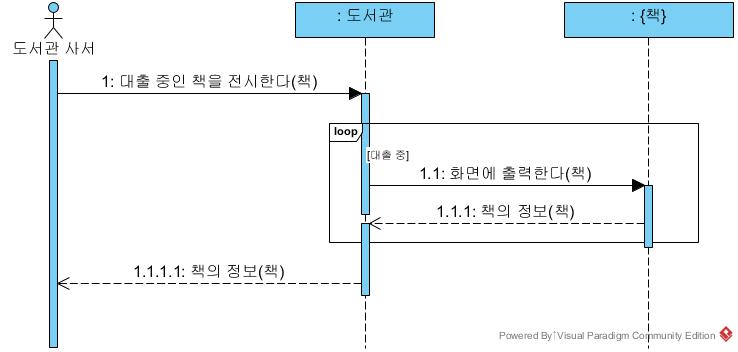 : 도서관
: {책}
도서관 사서
1: 대출 중인 책을 전시한다(책)
loop
[대출 중]
1.1: 화면에 출력한다(책)
1.1.1: 책의 정보(책)
1.1.1.1: 책의 정보(책)
Powered By Visual Paradigm Community Edition